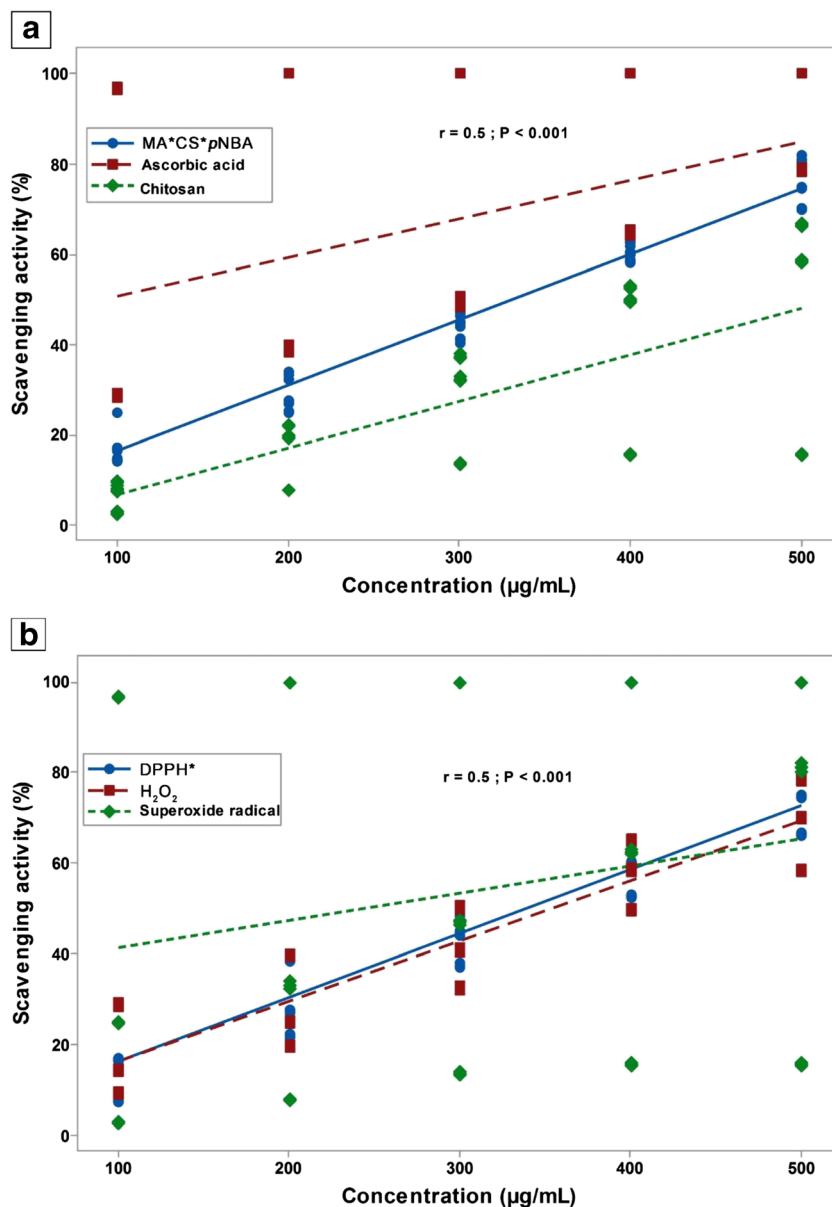 a
100
80
60
40
20
0
Scavenging activity (%)
MA*CS*pNBA
Ascorbic acid
Chitosan
r = 0.5 ; P < 0.001
100 200 300 400 500
Concentration (µg/mL)
b
100
80
60
40
20
0
Scavenging activity (%)
DPPH*
H₂O₂
Superoxide radical
r = 0.5 ; P < 0.001
100 200 300 400 500
Concentration (µg/mL)